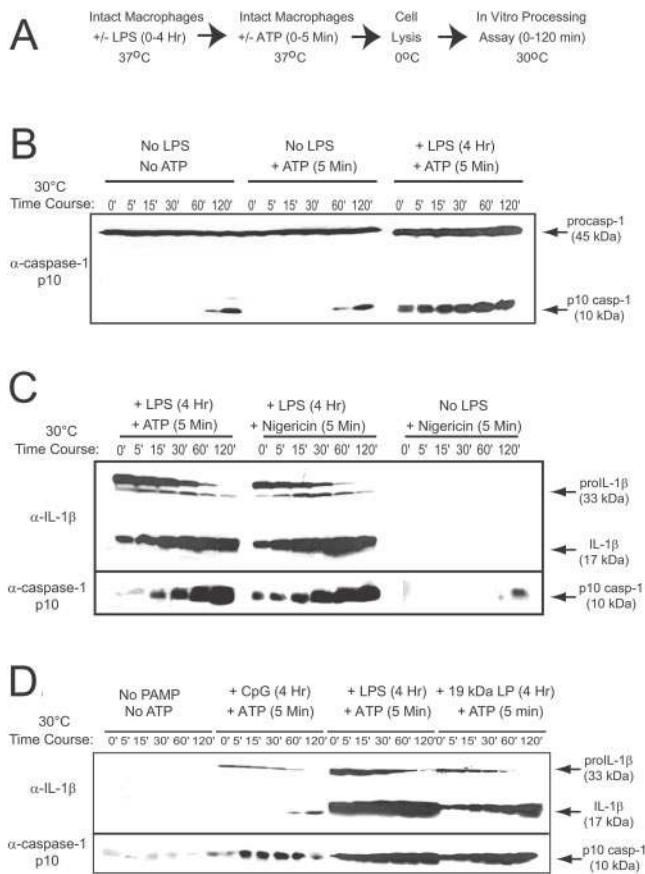 A
Intact Macrophages
+/- LPS (0-4 Hr)
37ºC
Intact Macrophages
+/- ATP (0-5 Min)
37ºC
Cell
Lysis
0ºC
In Vitro Processing
Assay (0-120 min)
30ºC
B
No LPS
No ATP
No LPS
+ ATP (5 Min)
+ LPS (4 Hr)
+ ATP (5 Min)
30°C
Time Course:
0' 5' 15' 30' 60' 120' 0' 5' 15' 30' 60' 120' 0' 5' 15' 30' 60' 120'
procasp-1
(45 kDa)
α-caspase-1
p10
p10 casp-1
(10 kDa)
C
+ LPS (4 Hr)
+ ATP (5 Min)
+ LPS (4 Hr)
+ Nigericin (5 Min)
No LPS
+ Nigericin (5 Min)
30°C
Time Course:
0' 5' 15' 30' 60' 120' 0' 5' 15' 30' 60' 120' 0' 5' 15' 30' 60' 120'
proIL-1β
(33 kDa)
α-IL-1β
IL-1β
(17 kDa)
α-caspase-1
p10
p10 casp-1
(10 kDa)
D
No PAMP
No ATP
+ CpG (4 Hr)
+ ATP (5 Min)
+ LPS (4 Hr)
+ ATP (5 Min)
+ 19 kDa LP (4 Hr)
+ ATP (5 min)
30°C
Time Course:
0' 5' 15' 30' 60' 120' 0' 5' 15' 30' 60' 120' 0' 5' 15' 30' 60' 120' 0' 5' 15' 30' 60' 120'
proIL-1β
(33 kDa)
α-IL-1β
IL-1β
(17 kDa)
α-caspase-1
p10
p10 casp-1
(10 kDa)